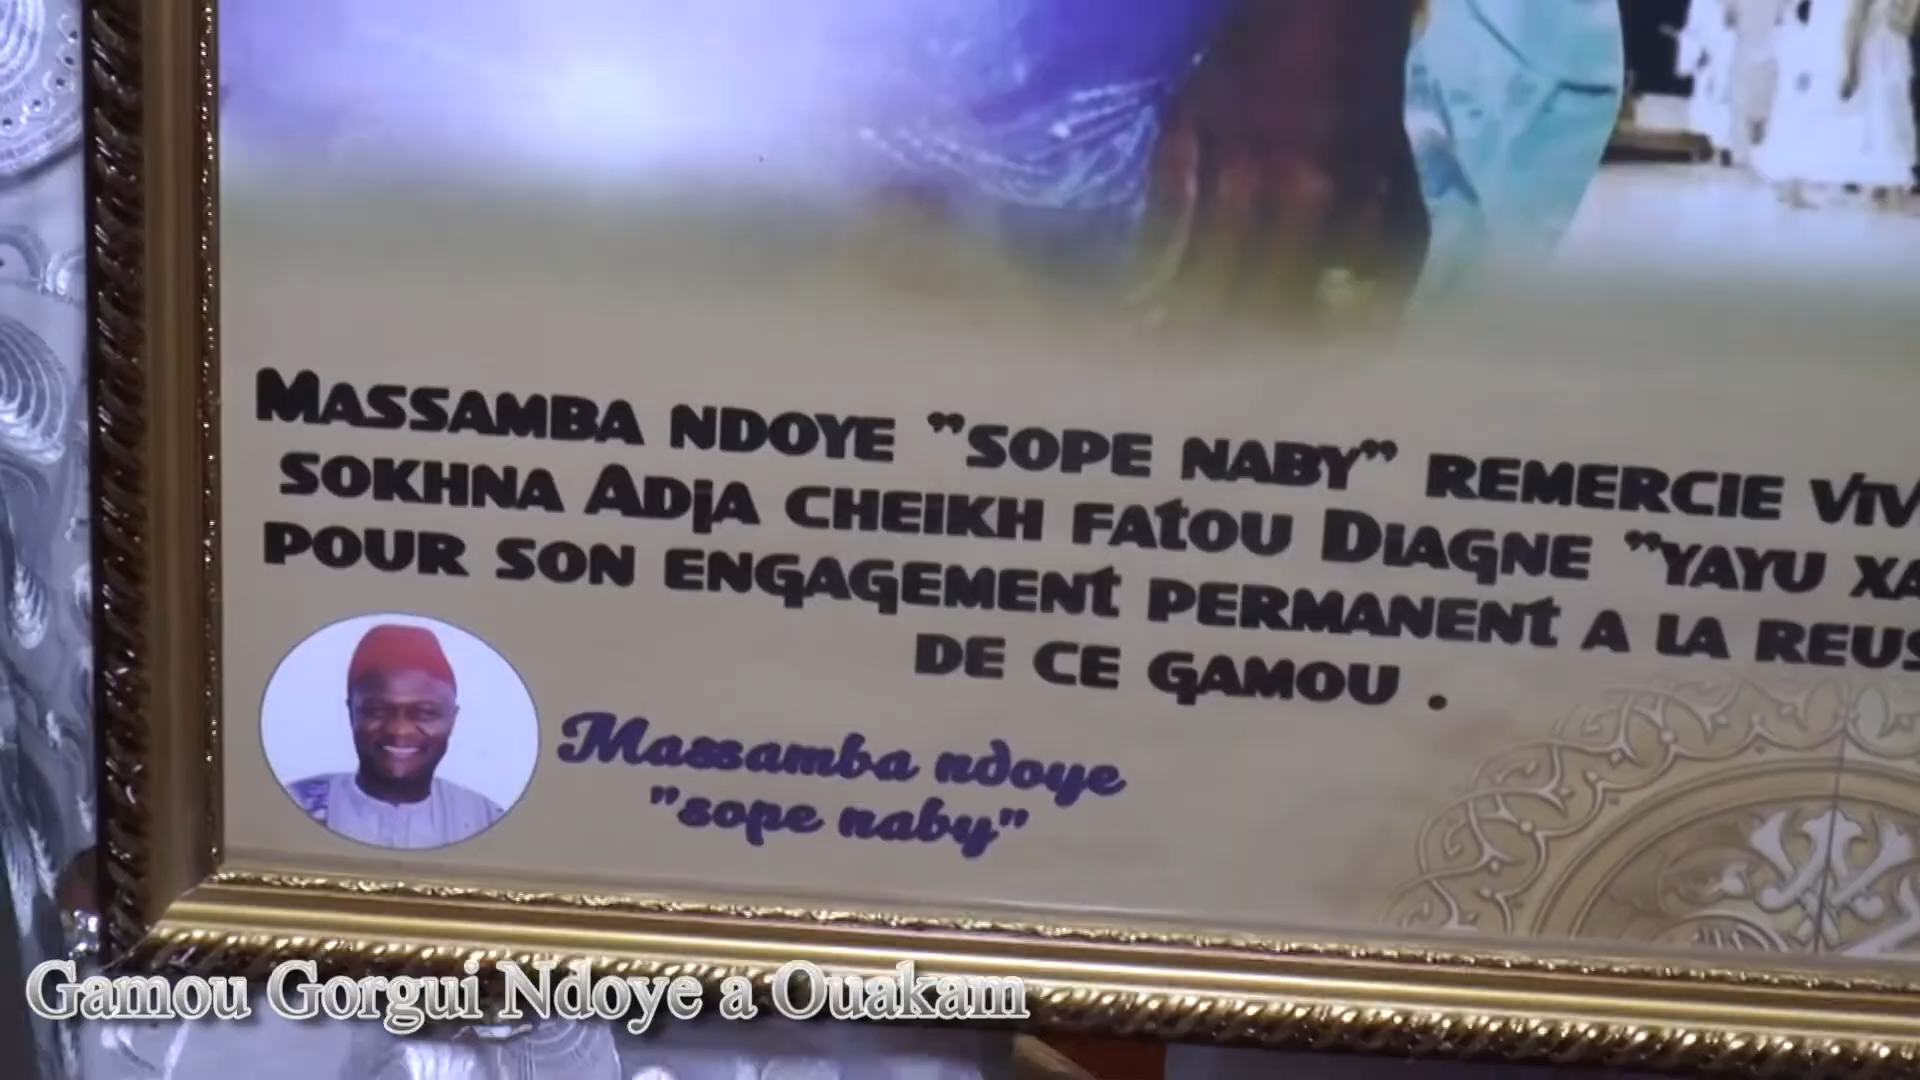 MASSAMBA NDOYE "SOPE NABY" REMERCIE
SOKHNA ADJA CHEIKH FATOU DIAGNE "YAYU
POUR SON ENGAGEMENT PERMANENT A LA
DE CE GAMOU .
Massamba ndoye
"sope naby"
Gamou Gorgui Ndoye a Ouakam